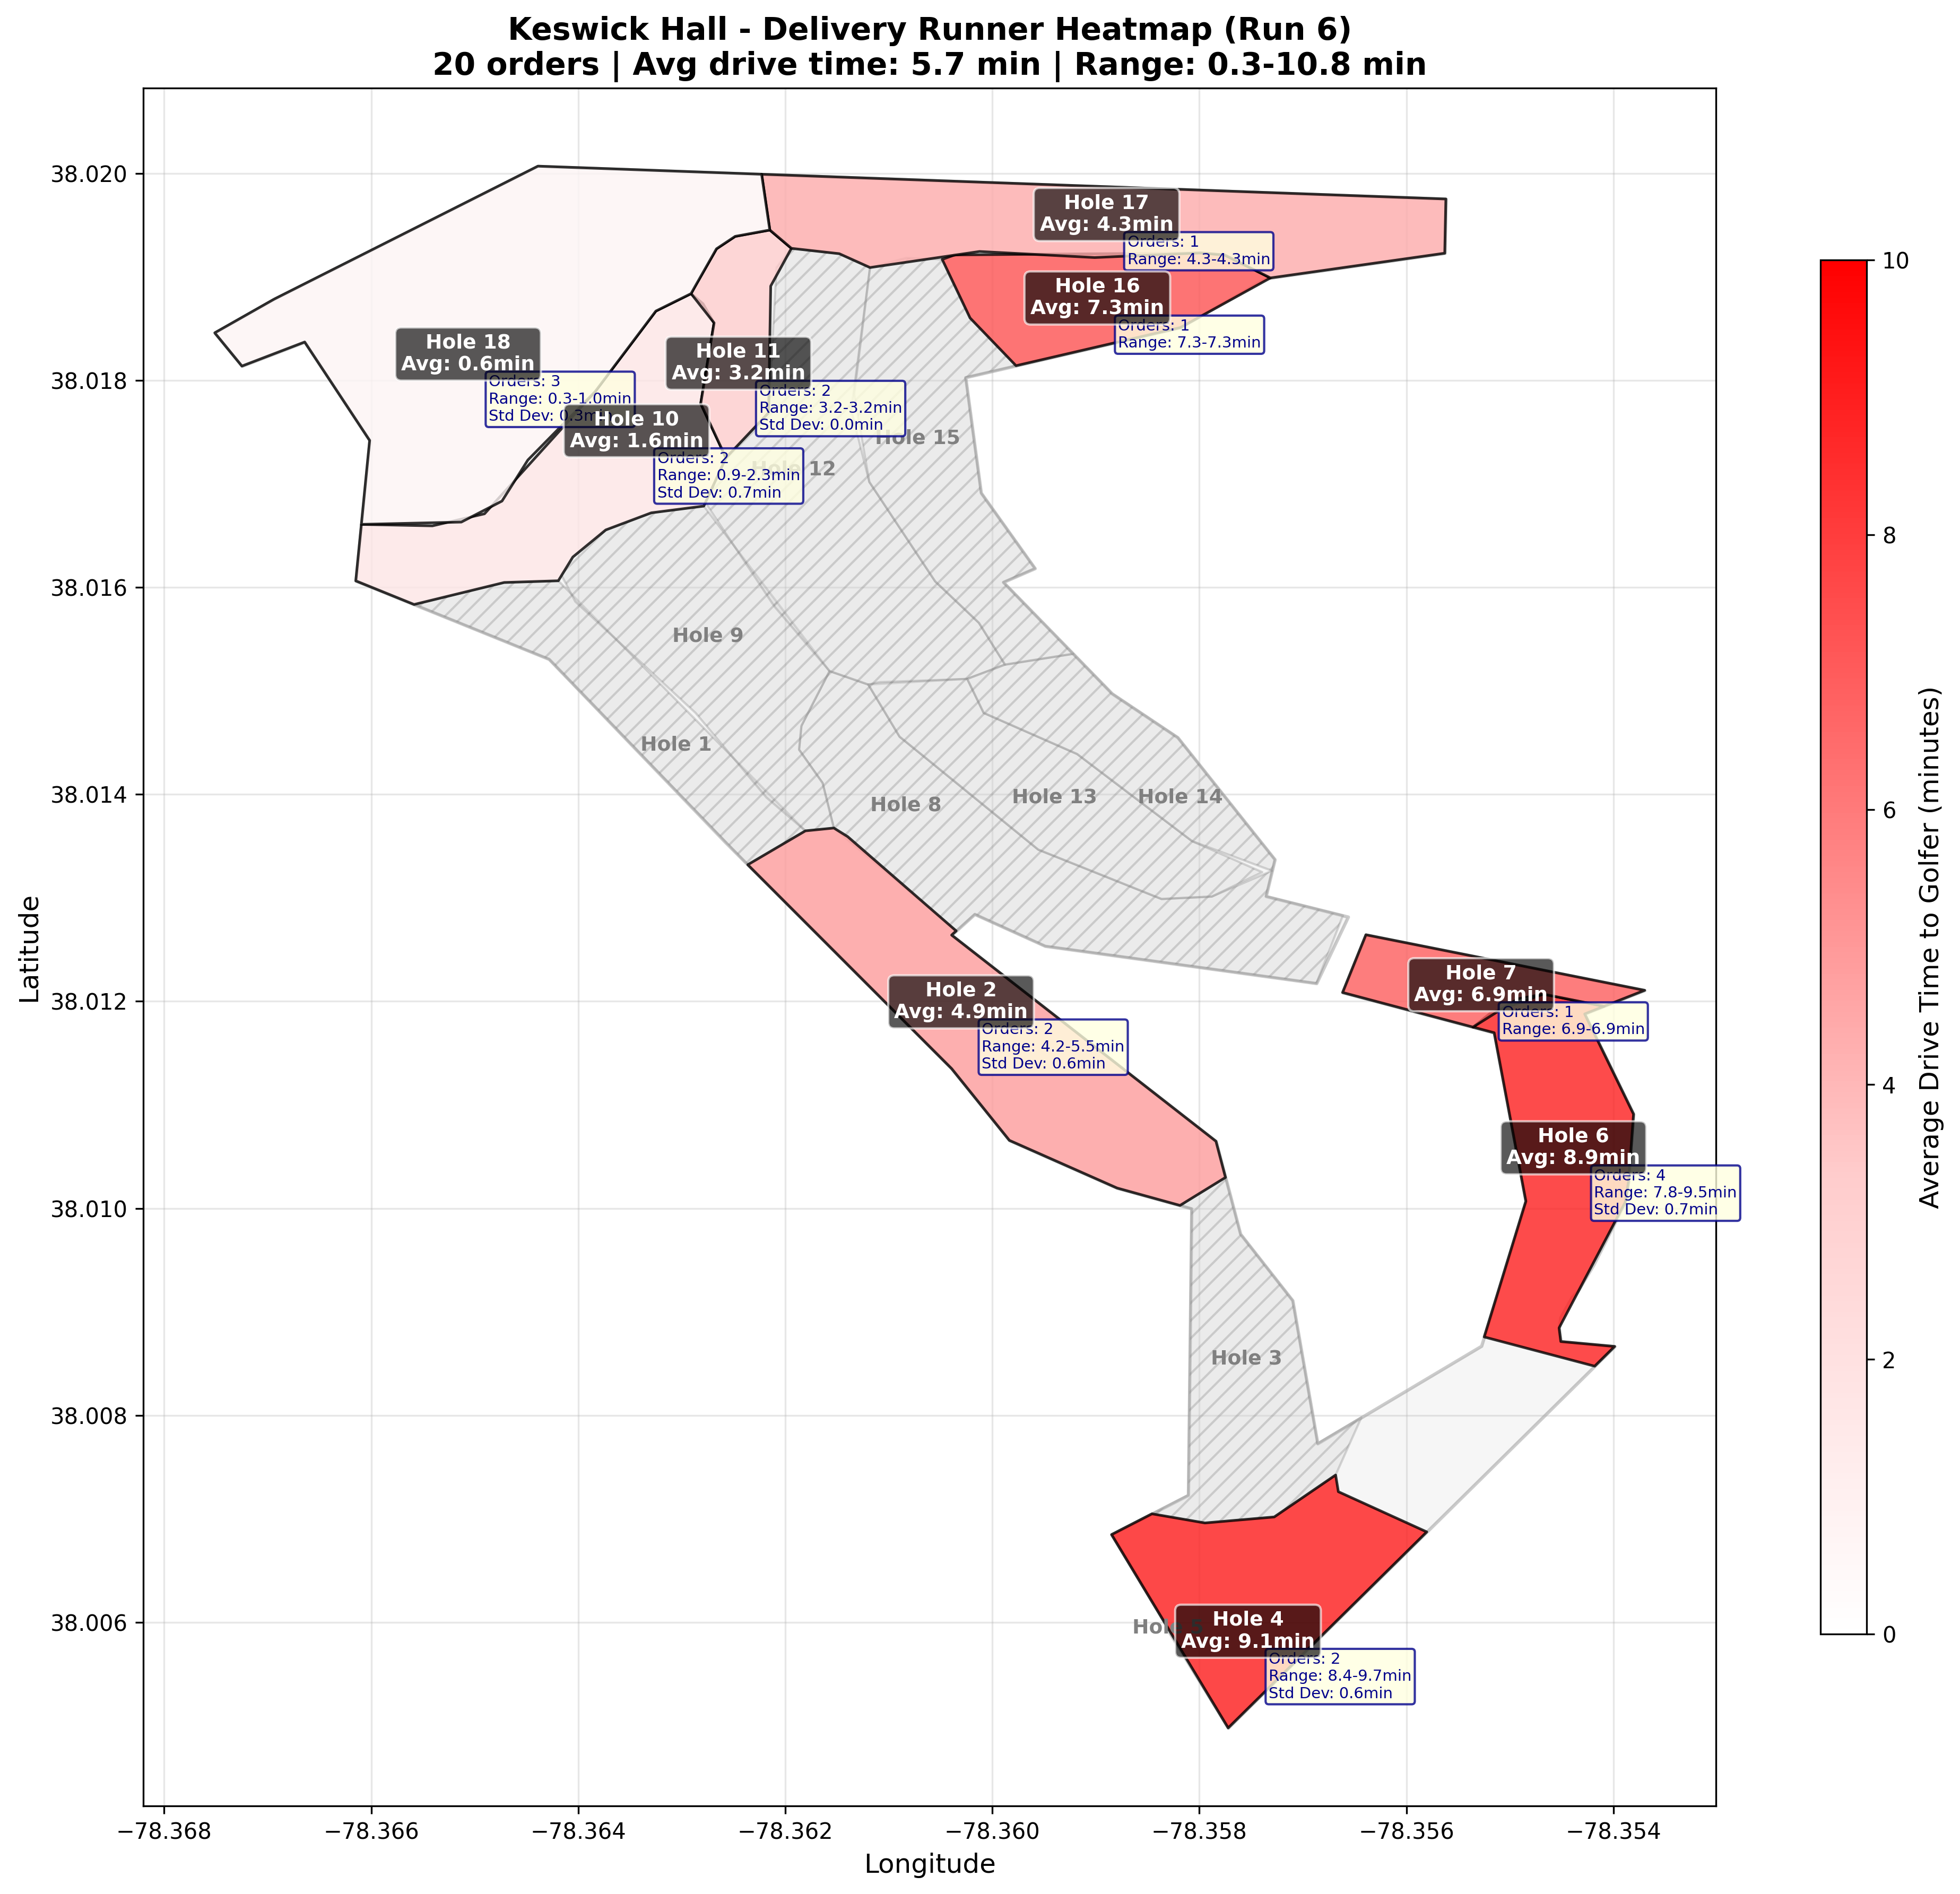 Keswick Hall - Delivery Runner Heatmap (Run 6)
20 orders | Avg drive time: 5.7 min | Range: 0.3-10.8 min
Hole 17
Avg: 4.3min
Orders: 1
Range: 4.3-4.3min
Hole 16
Avg: 7.3min
Orders: 1
Range: 7.3-7.3min
Hole 18
Avg: 0.6min
Orders: 3
Range: 0.3-1.0min
Std Dev: 0.3min
Hole 11
Avg: 3.2min
Orders: 2
Range: 3.2-3.2min
Std Dev: 0.0min
Hole 10
Avg: 1.6min
Orders: 2
Range: 0.9-2.3min
Std Dev: 0.7min
Hole 15
12
Hole 9
Hole 1
Hole 8
Hole 13
Hole 14
Hole 2
Avg: 4.9min
Orders: 2
Range: 4.2-5.5min
Std Dev: 0.6min
Hole 7
Avg: 6.9min
Orders: 1
Range: 6.9-6.9min
Hole 6
Avg: 8.9min
Orders: 4
Range: 7.8-9.5min
Std Dev: 0.7min
Hole 3
Hole 4
Avg: 9.1min
Orders: 2
Range: 8.4-9.7min
Std Dev: 0.6min
38.020
38.018
38.016
38.014
38.012
38.010
38.008
38.006
Latitude
−78.368
−78.366
−78.364
−78.362
−78.360
−78.358
−78.356
−78.354
Longitude
10
8
6
4
2
0
Average Drive Time to Golfer (minutes)